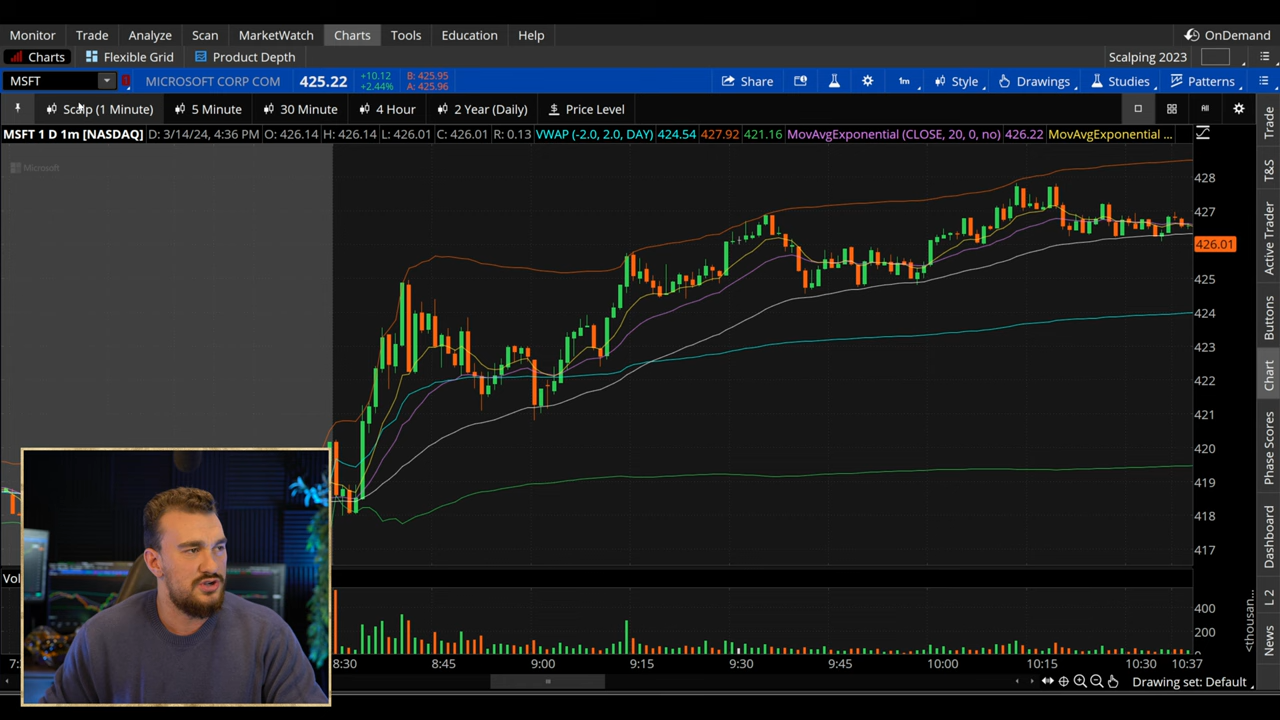 Monitor Trade Analyze Scan MarketWatch Charts Tools Education Help OnDemand
Charts Flexible Grid Product Depth Scalping 2023
MSFT MICROSOFT CORP COM 425.22 +10.12 +2.44% B: 425.95 A: 425.96 Share 1m Style Drawings Studies Patterns
Scalp (1 Minute) 5 Minute 30 Minute 4 Hour 2 Year (Daily) Price Level
MSFT 1 D 1m [NASDAQ] D: 3/14/24, 4:36 PM O: 426.14 H: 426.14 L: 426.01 C: 426.01 R: 0.13 VWAP (-2.0, 2.0, DAY) 424.54 427.92 421.16 MovAvgExponential (CLOSE, 20, 0, no) 426.22 MovAvgExponential ...
Microsoft
428
427
426.01
425
424
423
422
421
420
419
418
417
Vol
400
200
<thousan...
8:30 8:45 9:00 9:15 9:30 9:45 10:00 10:15 10:30 10:37
Drawing set: Default
Trade
T&S
Active Trader
Buttons
Chart
Phase Scores
Dashboard
L 2
News